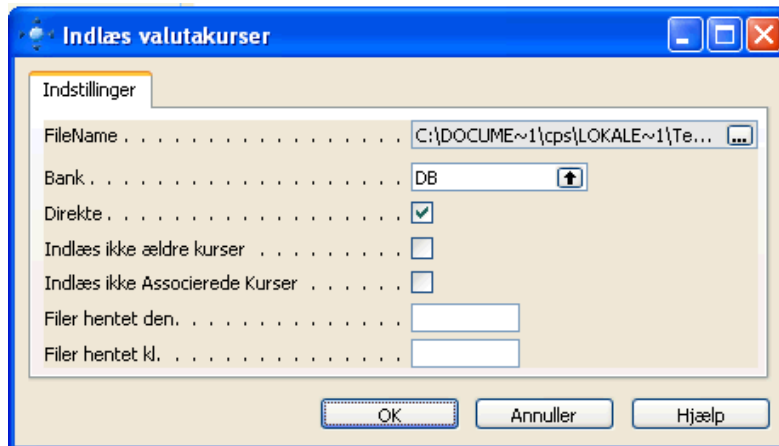 Indlæs valutakurser
Indstillinger
FileName . . . . . . . . . . . . . . . . . . C:\DOCUME~1\cps\LOKALE~1\Te... ...
Bank. . . . . . . . . . . . . . . . . . . . DB
Direkte . . . . . . . . . . . . . . . . . . .
Indlæs ikke ældre kurser . . . . . . . . .
Indlæs ikke Associerede Kurser . . . . . .
Filer hentet den. . . . . . . . . . . . . .
Filer hentet kl. . . . . . . . . . . . . . .
OK Annuller Hjælp